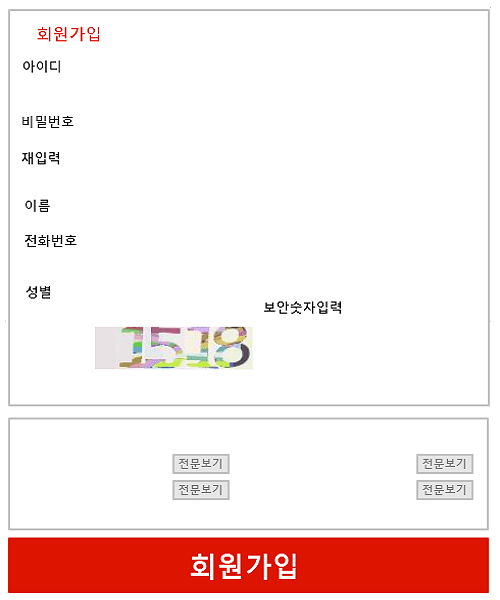 회원가입
아이디
비밀번호
재입력
이름
전화번호
성별
보안숫자입력
1518
전문보기 전문보기
전문보기 전문보기
회원가입